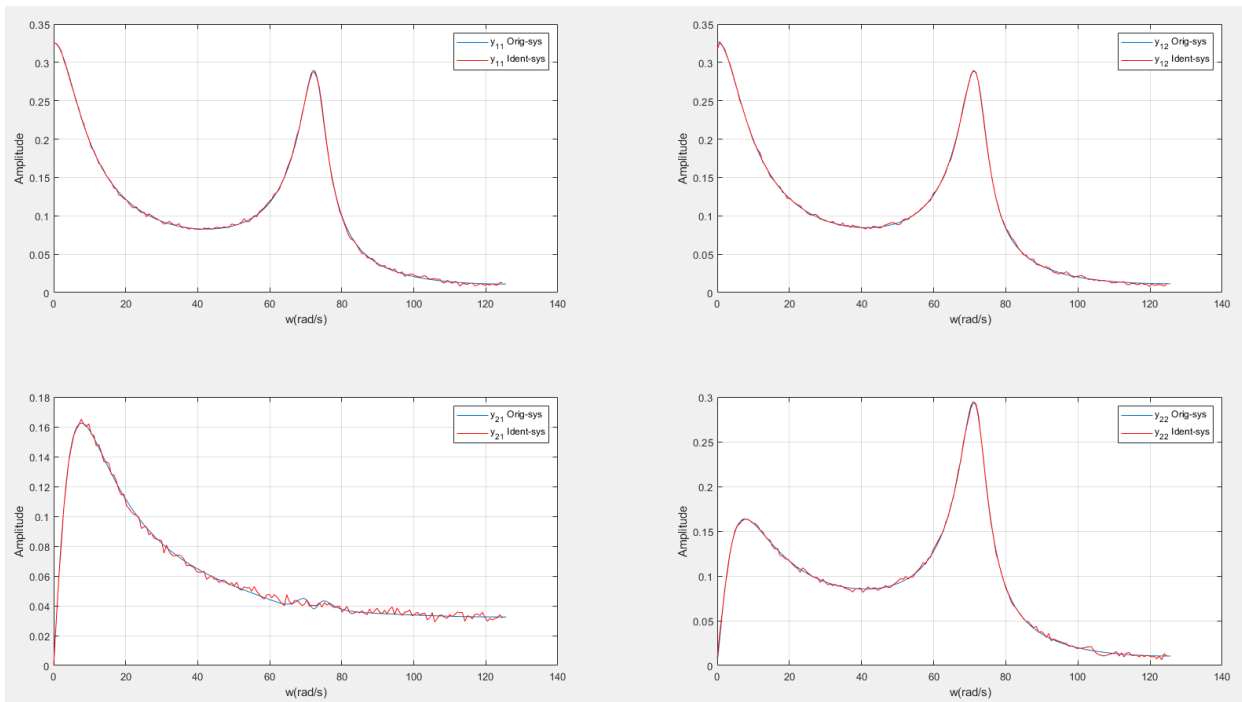 0.35
0.3
0.25
0.2
0.15
0.1
0.05
0
Amplitude
0 20 40 60 80 100 120 140
w(rad/s)
y11 Orig-sys
y11 Ident-sys
0.35
0.3
0.25
0.2
0.15
0.1
0.05
0
Amplitude
0 20 40 60 80 100 120 140
w(rad/s)
y12 Orig-sys
y12 Ident-sys
0.18
0.16
0.14
0.12
0.1
0.08
0.06
0.04
0.02
0
Amplitude
0 20 40 60 80 100 120 140
w(rad/s)
y21 Orig-sys
y21 Ident-sys
0.3
0.25
0.2
0.15
0.1
0.05
0
Amplitude
0 20 40 60 80 100 120 140
w(rad/s)
y22 Orig-sys
y22 Ident-sys